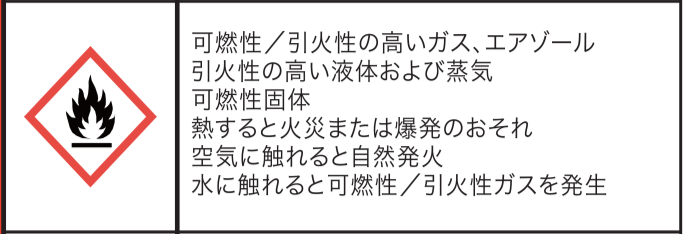 可燃性／引火性の高いガス、エアゾール
引火性の高い液体および蒸気
可燃性固体
熱すると火災または爆発のおそれ
空気に触れると自然発火
水に触れると可燃性／引火性ガスを発生